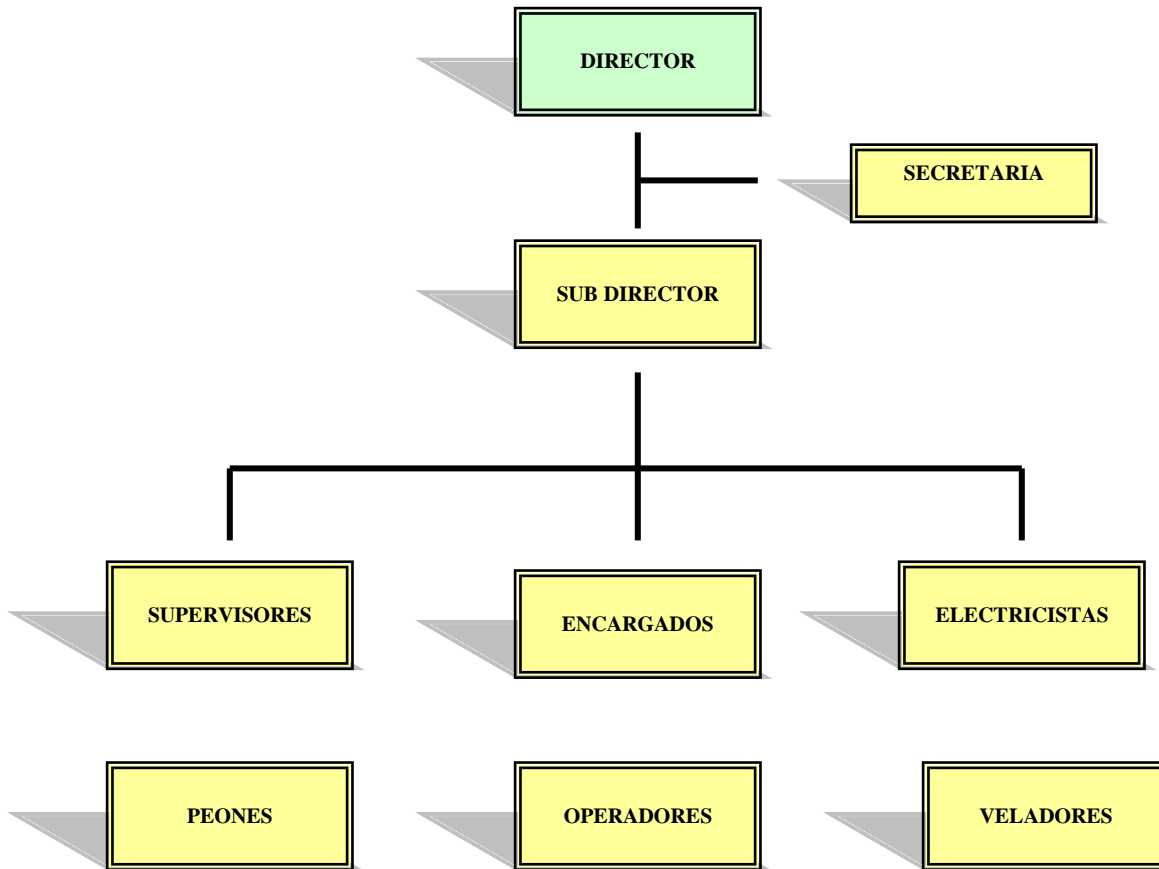 DIRECTOR
SECRETARIA
SUB DIRECTOR
SUPERVISORES
ENCARGADOS
ELECTRICISTAS
PEONES
OPERADORES
VELADORES